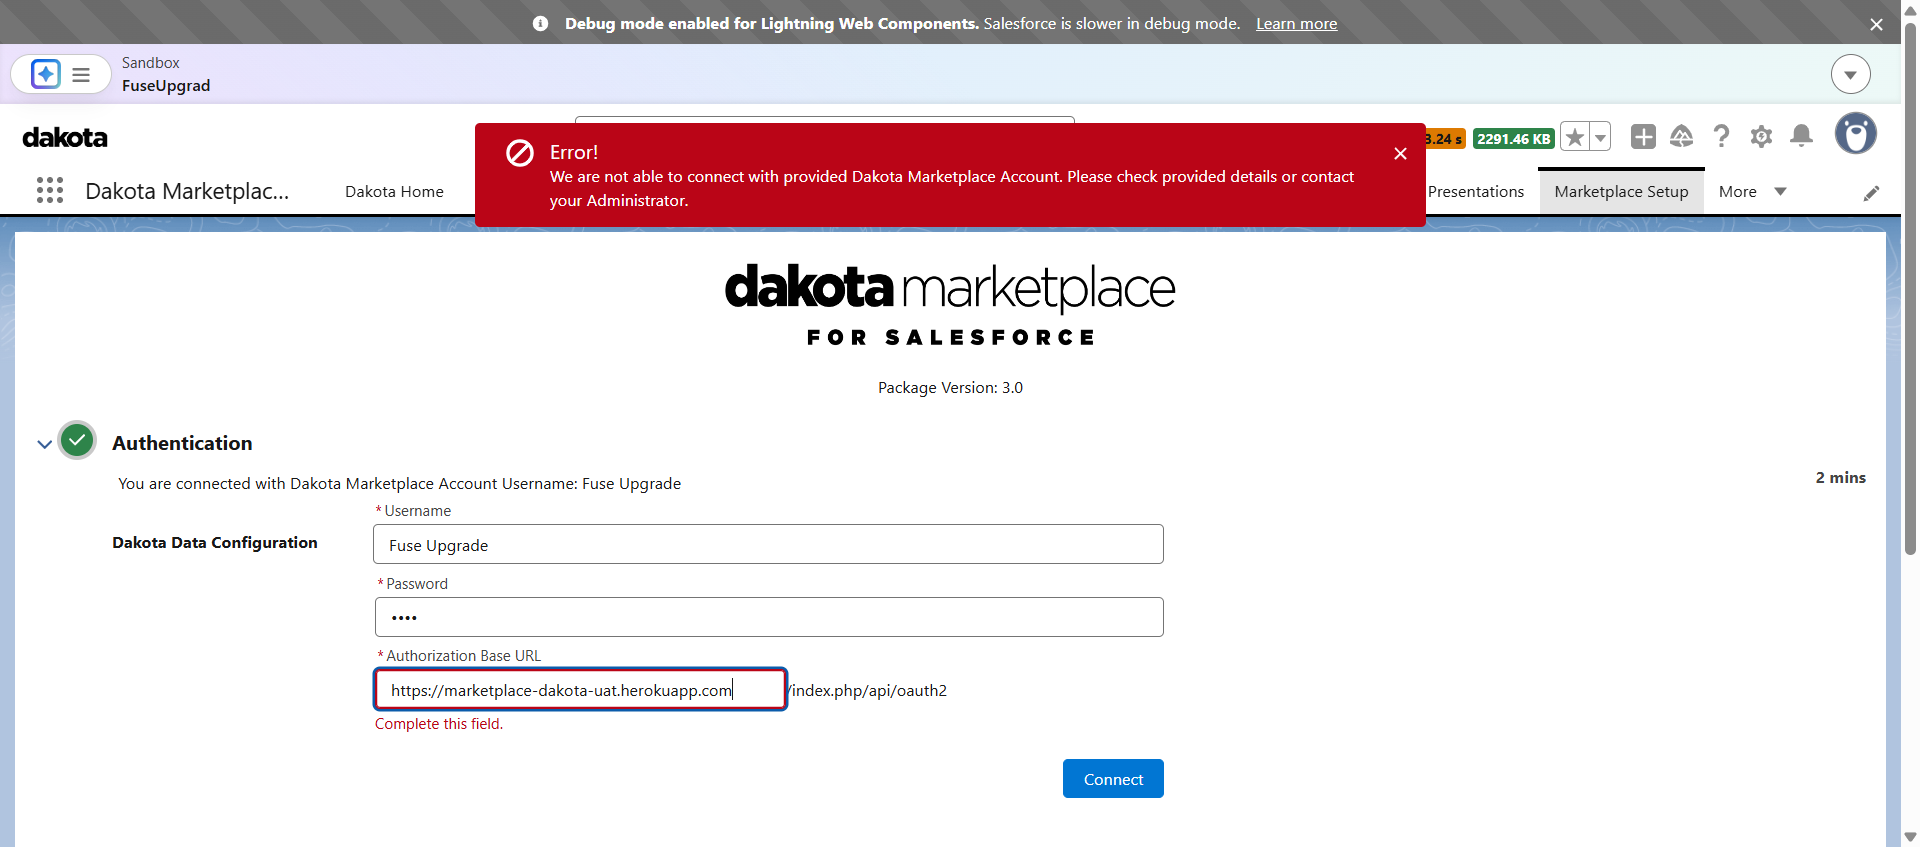 Debug mode enabled for Lightning Web Components. Salesforce is slower in debug mode. Learn more
Sandbox
FuseUpgrad
dakota
Error!
We are not able to connect with provided Dakota Marketplace Account. Please check provided details or contact
your Administrator.
3.24 s
2291.46 KB
Dakota Marketplac...
Dakota Home
Presentations
Marketplace Setup
More
dakota marketplace
FOR SALESFORCE
Package Version: 3.0
Authentication
You are connected with Dakota Marketplace Account Username: Fuse Upgrade
2 mins
*Username
Dakota Data Configuration
Fuse Upgrade
*Password
••••
*Authorization Base URL
https://marketplace-dakota-uat.herokuapp.com /index.php/api/oauth2
Complete this field.
Connect